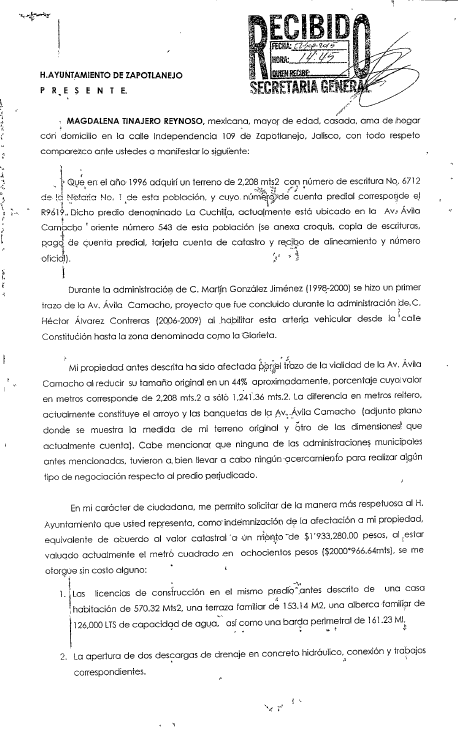 RECIBIDO
FECHA:
HORA: 14:45
QUIEN RECIBE
SECRETARIA GENERAL
H.AYUNTAMIENTO DE ZAPOTLANEJO
P R E S E N T E.
MAGDALENA TINAJERO REYNOSO, mexicana, mayor de edad, casada, ama de hogar
con domicilio en la calle Independencia 109 de Zapotlanejo, Jalisco, con todo respeto
comparezco ante ustedes a manifestar lo siguiente:
Que en el año 1996 adquirí un terreno de 2,208 mts2 con número de escritura No. 6712
de la Notaria No. 1 de esta población, y cuyo número de cuenta predial corresponde el
R9619. Dicho predio denominado La Cuchilla, actualmente está ubicado en la Av. Ávila
Camacho oriente número 543 de esta población (se anexa croquis, copia de escrituras,
pago de cuenta predial, tarjeta cuenta de catastro y recibo de alineamiento y número
oficial).
Durante la administración de C. Martín González Jiménez (1998-2000) se hizo un primer
trazo de la Av. Ávila Camacho, proyecto que fue concluido durante la administración de C.
Héctor Álvarez Contreras (2006-2009) al habilitar esta arteria vehicular desde la calle
Constitución hasta la zona denominada como la Glorieta.
Mi propiedad antes descrita ha sido afectada por el trazo de la vialidad de la Av. Ávila
Camacho al reducir su tamaño original en un 44% aproximadamente, porcentaje cuyo valor
en metros corresponde de 2,208 mts.2 a sólo 1,241.36 mts.2. La diferencia en metros reitero,
actualmente constituye el arroyo y las banquetas de la Av. Ávila Camacho (adjunto plano
donde se muestra la medida de mi terreno original y otro de las dimensiones que
actualmente cuenta). Cabe mencionar que ninguna de las administraciones municipales
antes mencionadas, tuvieron a bien llevar a cabo ningún acercamiento para realizar algún
tipo de negociación respecto al predio perjudicado.
En mi carácter de ciudadana, me permito solicitar de la manera más respetuosa al H.
Ayuntamiento que usted representa, como indemnización de la afectación a mi propiedad,
equivalente de acuerdo al valor catastral a un monto de $1'933,280.00 pesos, al estar
valuado actualmente el metro cuadrado en ochocientos pesos ($2000*966.64mts), se me
otorgue sin costo alguno:
1. Las licencias de construcción en el mismo predio antes descrito de una casa
habitación de 570.32 Mts2, una terraza familiar de 153.14 M2, una alberca familiar de
126,000 LTS de capacidad de agua, así como una barda perimetral de 161.23 Ml.
2. La apertura de dos descargas de drenaje en concreto hidráulico, conexión y trabajos
correspondientes.